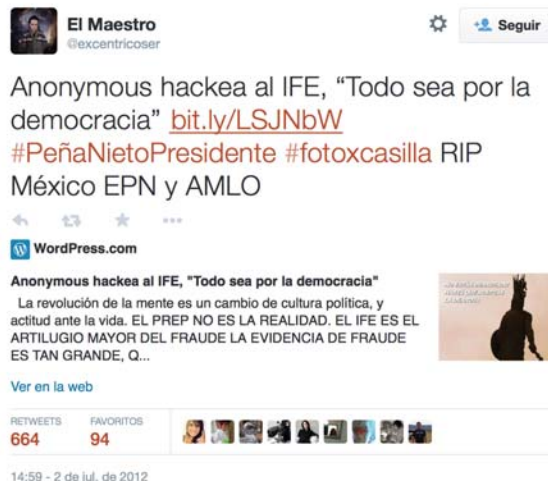 El Maestro
@excentricoser
Seguir
Anonymous hackea al IFE, “Todo sea por la
democracia” bit.ly/LSJNbW
#PeñaNietoPresidente #fotoxcasilla RIP
México EPN y AMLO
WordPress.com
Anonymous hackea al IFE, "Todo sea por la democracia"
La revolución de la mente es un cambio de cultura política, y
actitud ante la vida. EL PREP NO ES LA REALIDAD. EL IFE ES EL
ARTILUGIO MAYOR DEL FRAUDE LA EVIDENCIA DE FRAUDE
ES TAN GRANDE, Q...
Ver en la web
RETWEETS FAVORITOS
664 94
14:59 - 2 de jul. de 2012